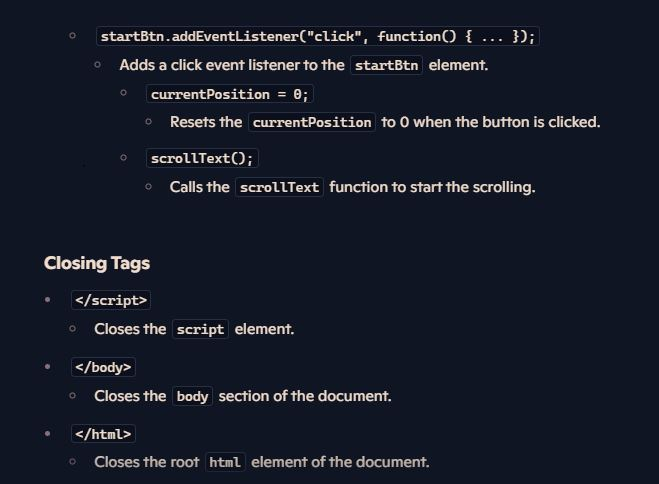 startBtn.addEventListener("click", function() { ... });
Adds a click event listener to the startBtn element.
currentPosition = 0;
Resets the currentPosition to 0 when the button is clicked.
scrollText();
Calls the scrollText function to start the scrolling.
Closing Tags
</script>
Closes the script element.
</body>
Closes the body section of the document.
</html>
Closes the root html element of the document.